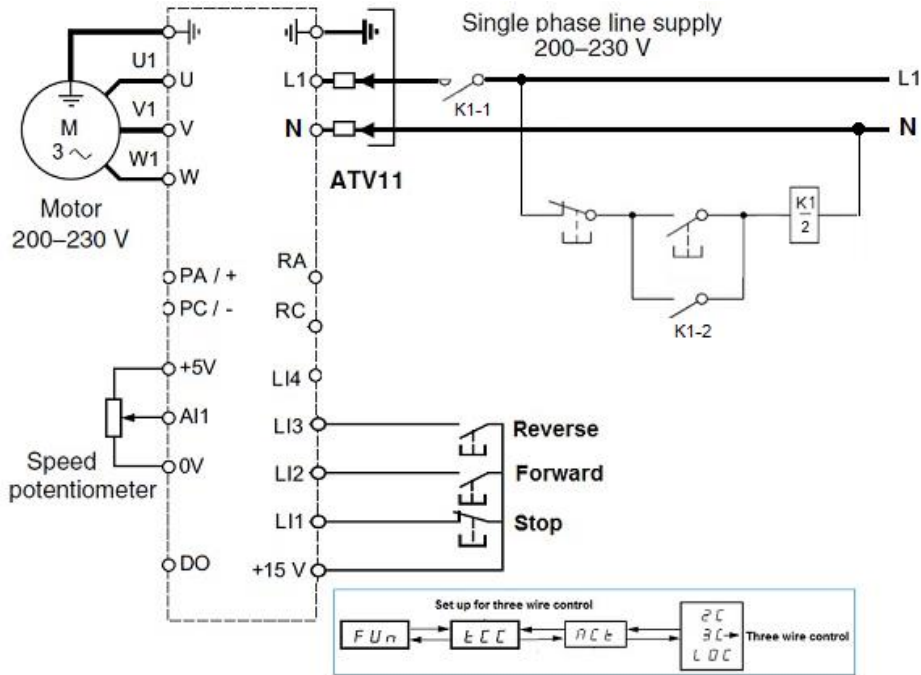 Single phase line supply
200–230 V
U1
U
L1
L1
K1-1
V1
M
3
V
N
N
W1
W
ATV11
Motor
200–230 V
K1
2
PA / +
RA
PC / -
RC
K1-2
+5V
LI4
AI1
LI3
Reverse
Speed
potentiometer
0V
LI2
Forward
LI1
Stop
DO
+15 V
Set up for three wire control
FUn
tCC
ACt
2C
3C
LOC
Three wire control